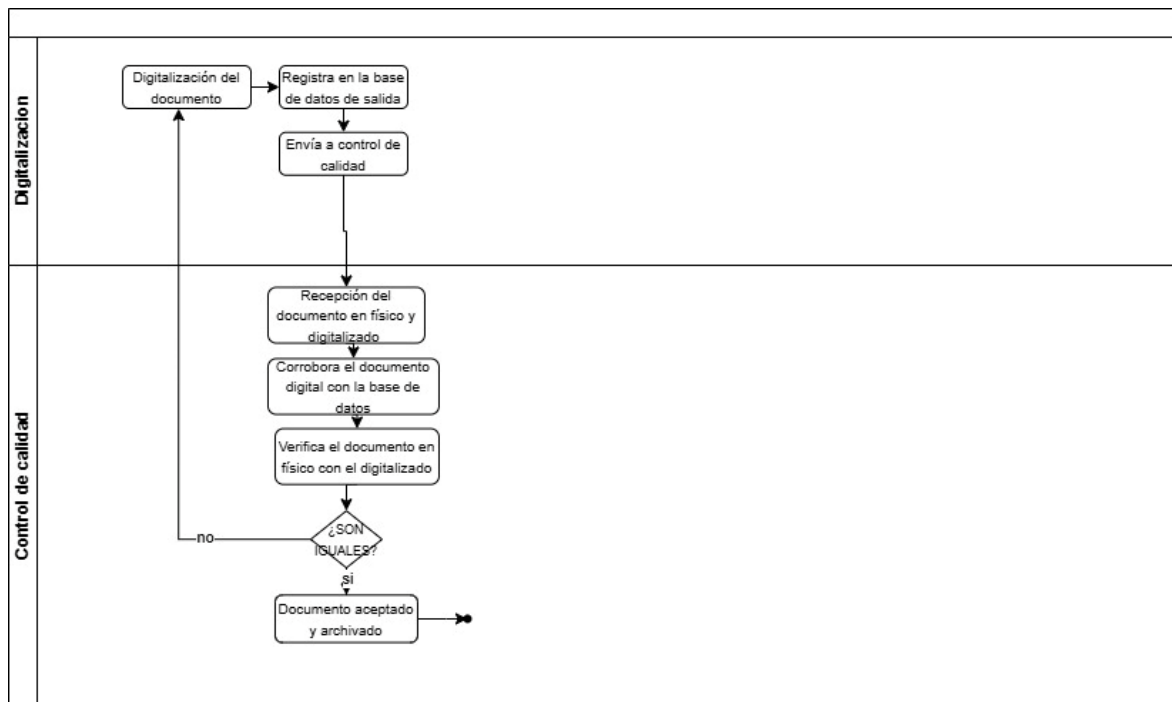 Digitalizacion
Digitalización del
documento
Registra en la base
de datos de salida
Envía a control de
calidad
Control de calidad
Recepción del
documento en físico y
digitalizado
Corrobora el documento
digital con la base de
datos
Verifica el documento en
físico con el digitalizado
¿SON
IGUALES?
no
si
Documento aceptado
y archivado